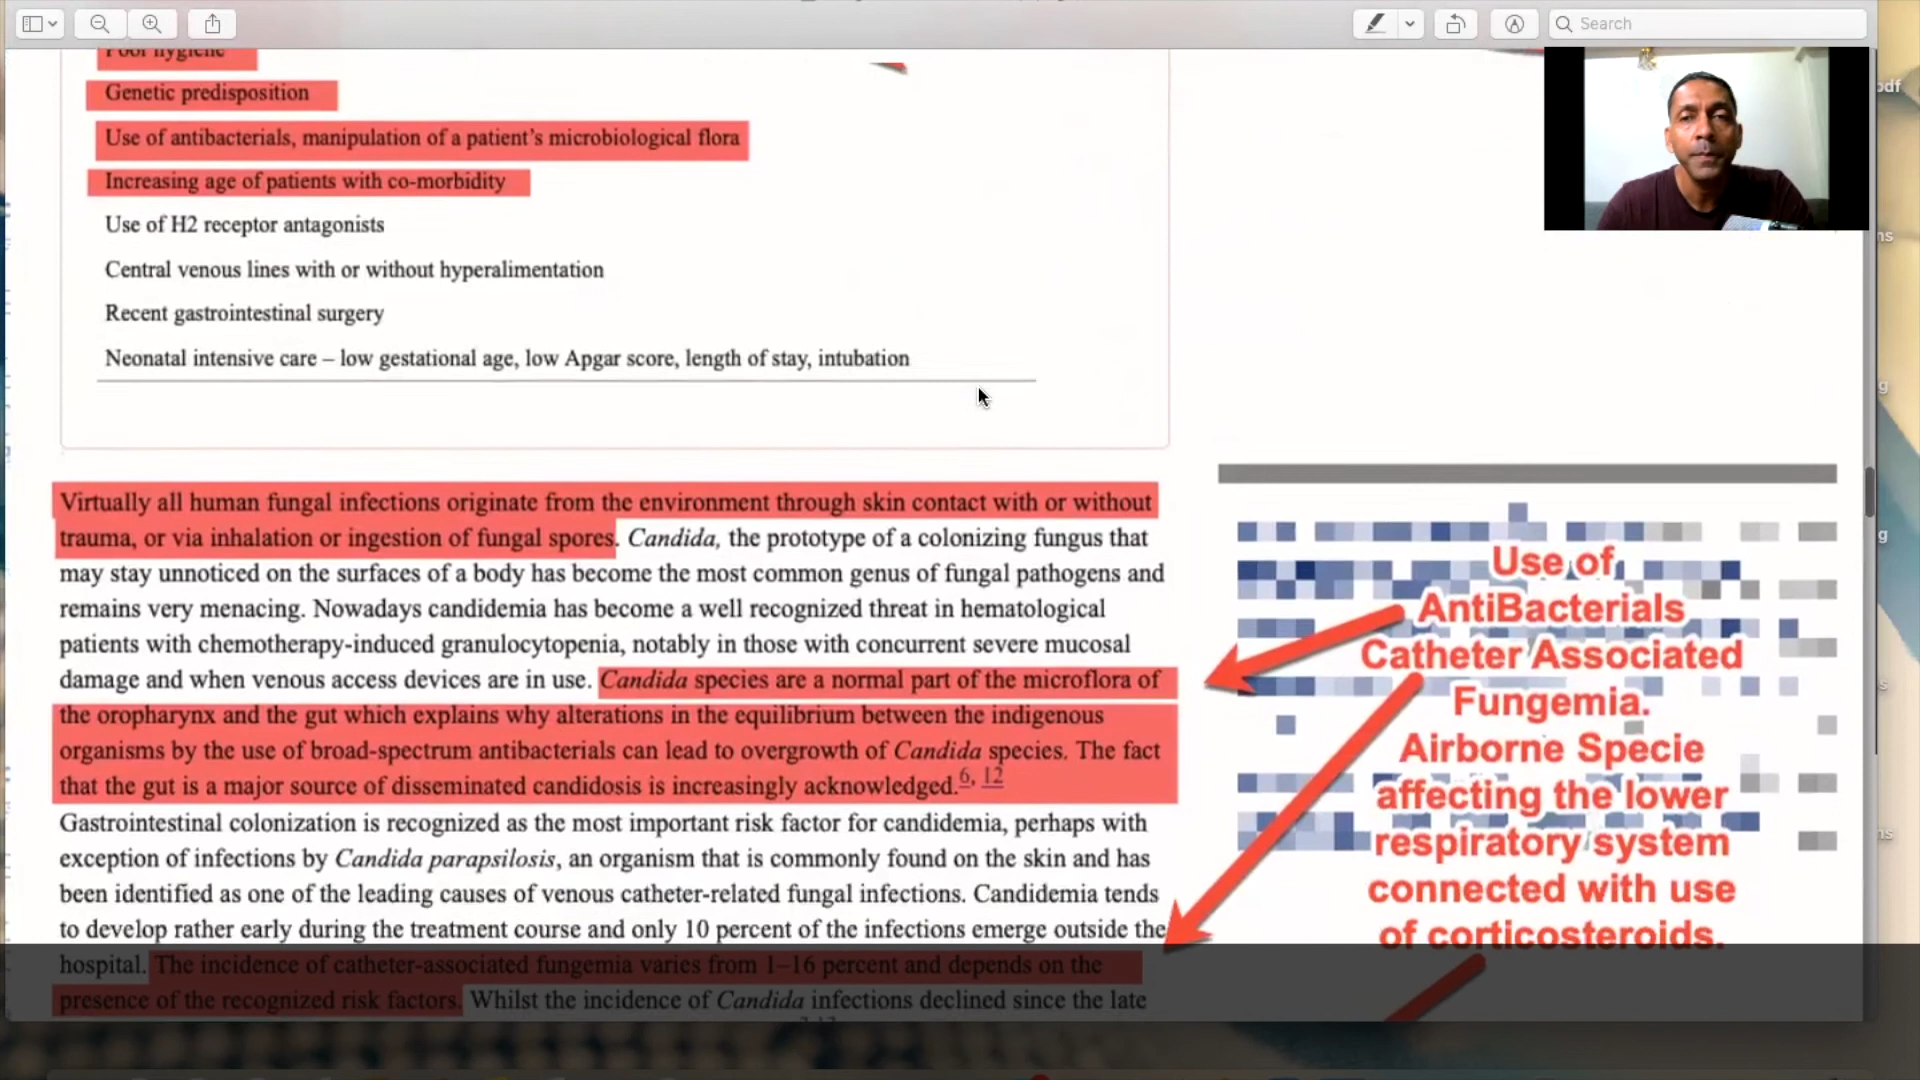 Search
Poor hygiene
Genetic predisposition
Use of antibacterials, manipulation of a patient's microbiological flora
Increasing age of patients with co-morbidity
Use of H2 receptor antagonists
Central venous lines with or without hyperalimentation
Recent gastrointestinal surgery
Neonatal intensive care – low gestational age, low Apgar score, length of stay, intubation
Virtually all human fungal infections originate from the environment through skin contact with or without
trauma, or via inhalation or ingestion of fungal spores. Candida, the prototype of a colonizing fungus that
may stay unnoticed on the surfaces of a body has become the most common genus of fungal pathogens and
remains very menacing. Nowadays candidemia has become a well recognized threat in hematological
patients with chemotherapy-induced granulocytopenia, notably in those with concurrent severe mucosal
damage and when venous access devices are in use. Candida species are a normal part of the microflora of
the oropharynx and the gut which explains why alterations in the equilibrium between the indigenous
organisms by the use of broad-spectrum antibacterials can lead to overgrowth of Candida species. The fact
that the gut is a major source of disseminated candidosis is increasingly acknowledged.6, 12
Gastrointestinal colonization is recognized as the most important risk factor for candidemia, perhaps with
exception of infections by Candida parapsilosis, an organism that is commonly found on the skin and has
been identified as one of the leading causes of venous catheter-related fungal infections. Candidemia tends
to develop rather early during the treatment course and only 10 percent of the infections emerge outside the
hospital. The incidence of catheter-associated fungemia varies from 1–16 percent and depends on the
presence of the recognized risk factors. Whilst the incidence of Candida infections declined since the late
Use of
AntiBacterials
Catheter Associated
Fungemia.
Airborne Specie
affecting the lower
respiratory system
connected with use
of corticosteroids.
pdf
ns
g
g
s
ns